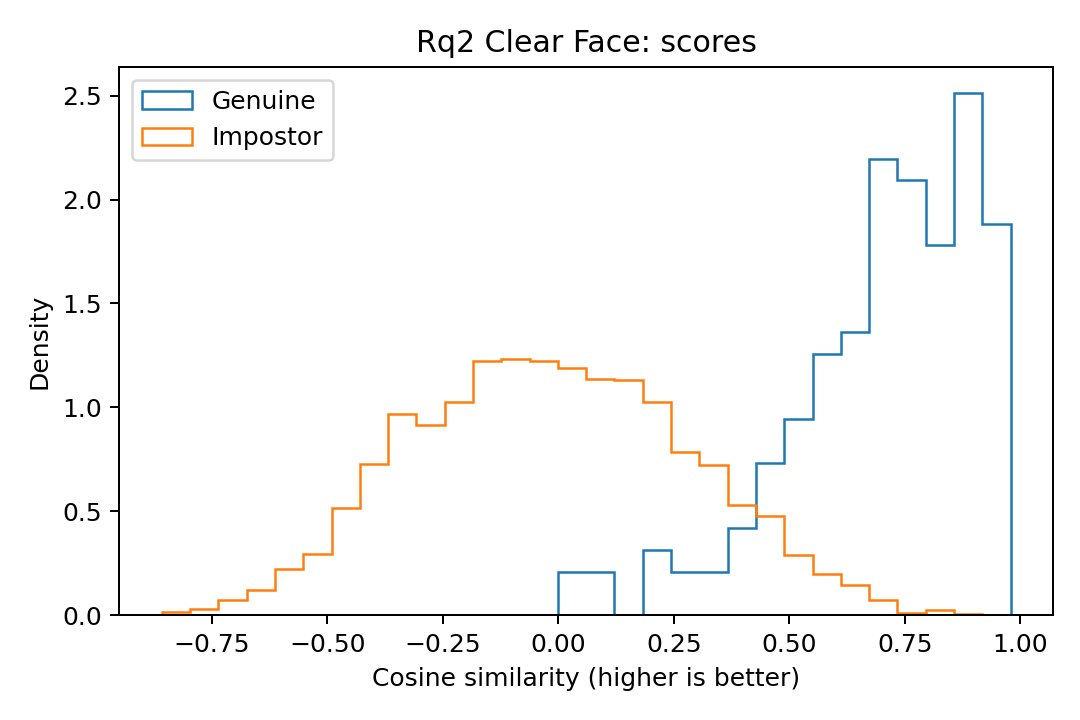 Rq2 Clear Face: scores
Genuine
Impostor
Density
2.5
2.0
1.5
1.0
0.5
0.0
−0.75 −0.50 −0.25 0.00 0.25 0.50 0.75 1.00
Cosine similarity (higher is better)